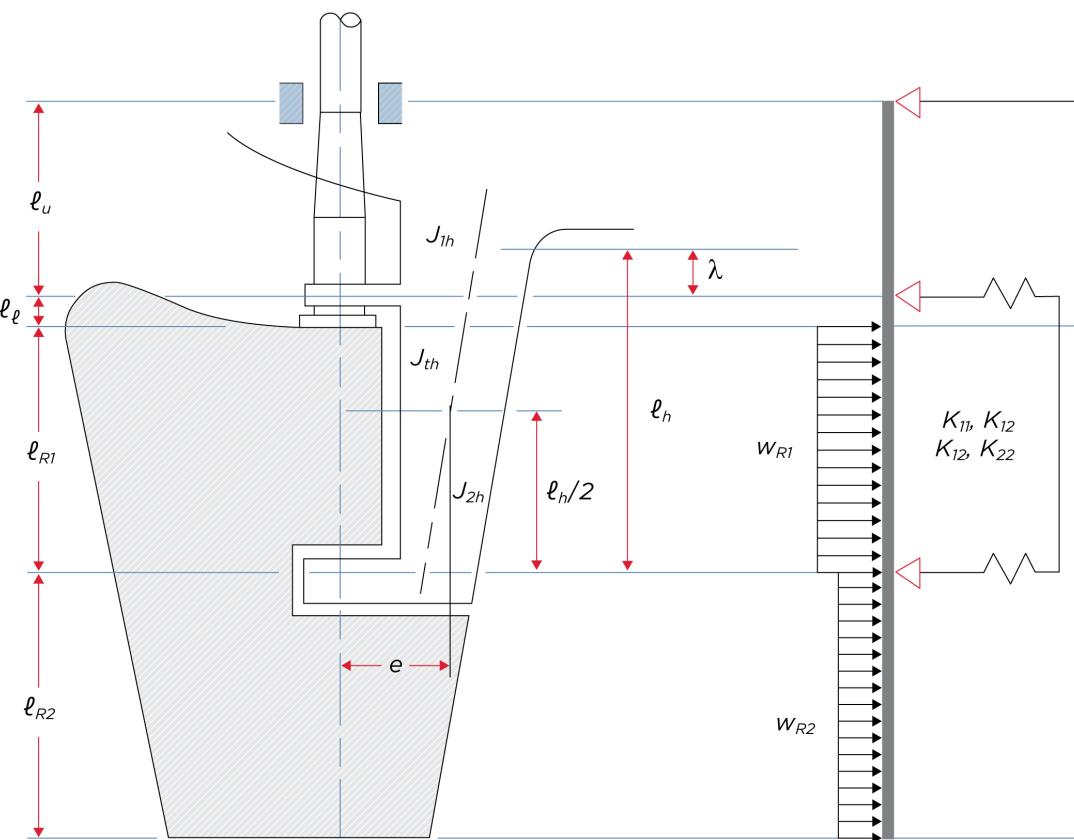 ℓu
J1h
λ
ℓℓ
Jth
ℓh
K11, K12
ℓR1
wR1
K12, K22
J2h
ℓh/2
e
ℓR2
wR2